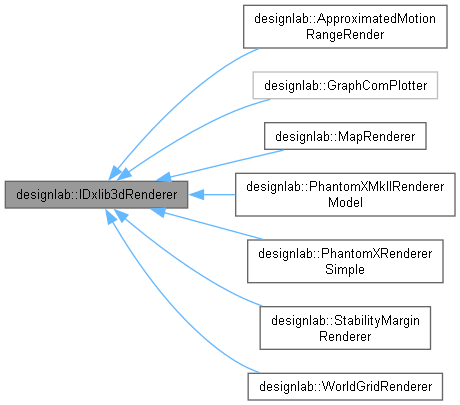 designlab::ApproximatedMotion
RangeRender
designlab::GraphComPlotter
designlab::MapRenderer
designlab::IDxlib3dRenderer
designlab::PhantomXMkIIRenderer
Model
designlab::PhantomXRenderer
Simple
designlab::StabilityMargin
Renderer
designlab::WorldGridRenderer